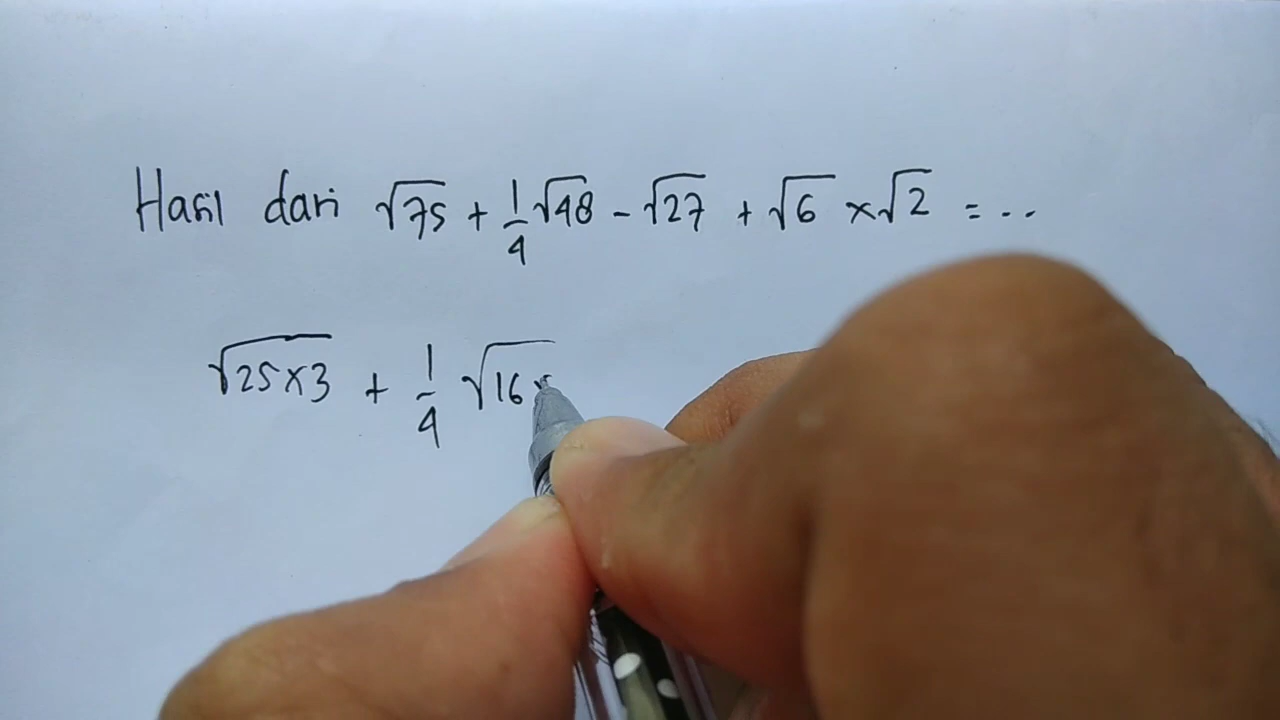 Hasil dari √75 + 1/4 √48 - √27 + √6 × √2 = ...
√25×3 + 1/4 √16×